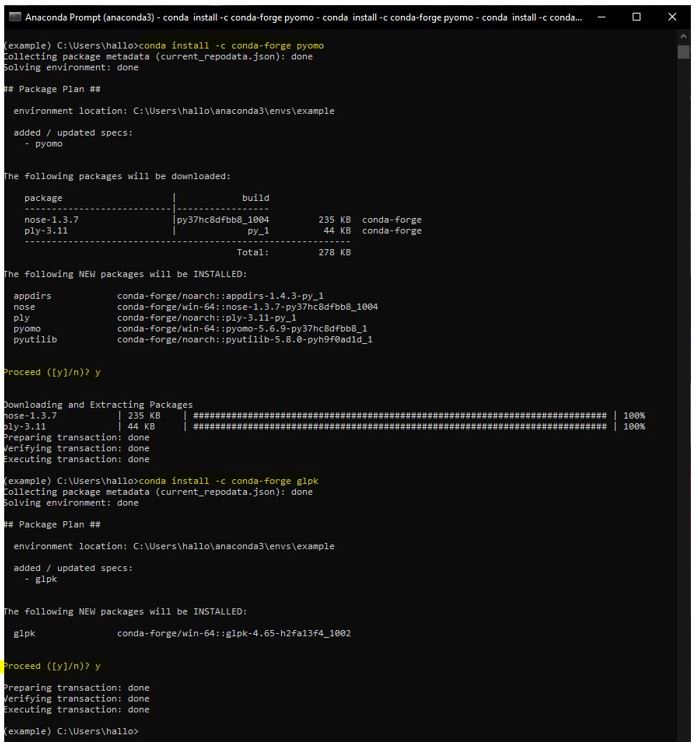 Anaconda Prompt (anaconda3) - conda  install -c conda-forge pyomo - conda  install -c conda-forge pyomo - conda  install -c conda-forge pyomo - conda...
(example) C:\Users\hallo>conda install -c conda-forge pyomo
Collecting package metadata (current_repodata.json): done
Solving environment: done
## Package Plan ##
environment location: C:\Users\hallo\anaconda3\envs\example
added / updated specs:
- pyomo
The following packages will be downloaded:
package | build
---------------------------|-----------------
nose-1.3.7 |py37hc8dfbb8_1004 235 KB conda-forge
ply-3.11 | py_1 44 KB conda-forge
------------------------------------------------------------
Total: 278 KB
The following NEW packages will be INSTALLED:
appdirs conda-forge/noarch::appdirs-1.4.3-py_1
nose conda-forge/win-64::nose-1.3.7-py37hc8dfbb8_1004
ply conda-forge/noarch::ply-3.11-py_1
pyomo conda-forge/win-64::pyomo-5.6.9-py37hc8dfbb8_1
pyutilib conda-forge/noarch::pyutilib-5.8.0-pyh9f0ad1d_1
Proceed ([y]/n)? y
Downloading and Extracting Packages
nose-1.3.7 | 235 KB | ############################################################################ | 100%
ply-3.11 | 44 KB | ############################################################################ | 100%
Preparing transaction: done
Verifying transaction: done
Executing transaction: done
(example) C:\Users\hallo>conda install -c conda-forge glpk
Collecting package metadata (current_repodata.json): done
Solving environment: done
## Package Plan ##
environment location: C:\Users\hallo\anaconda3\envs\example
added / updated specs:
- glpk
The following NEW packages will be INSTALLED:
glpk conda-forge/win-64::glpk-4.65-h2fa13f4_1002
Proceed ([y]/n)? y
Preparing transaction: done
Verifying transaction: done
Executing transaction: done
(example) C:\Users\hallo>